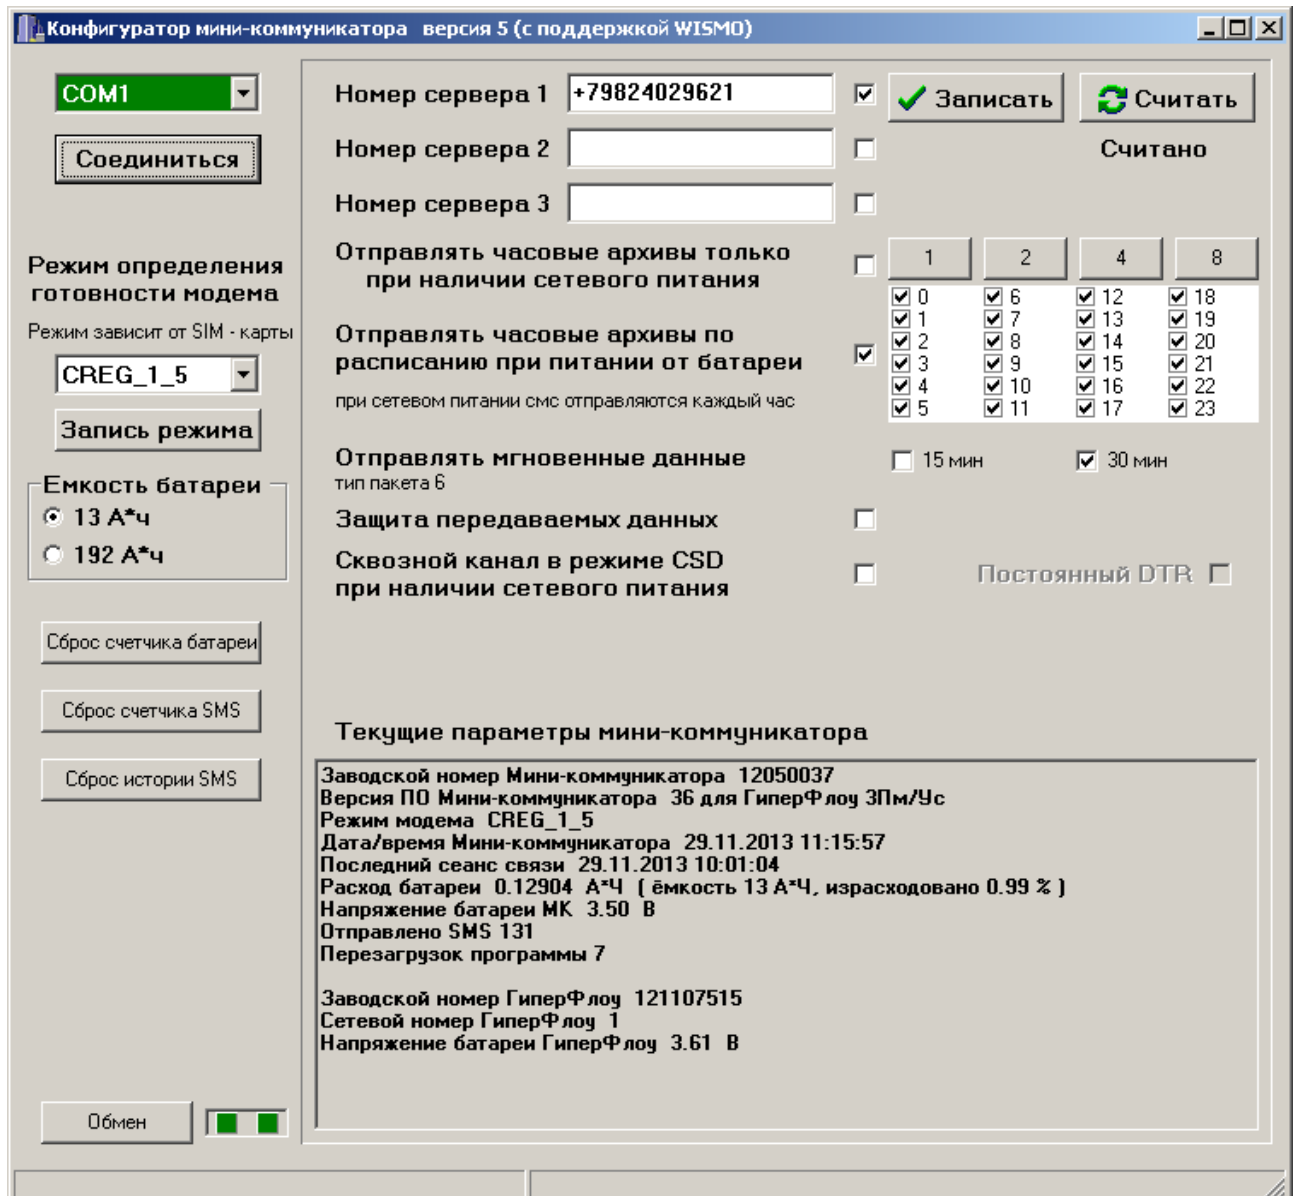 Конфигуратор мини-коммуникатора версия 5 (с поддержкой WISMO)
COM1
Соединиться
Режим определения
готовности модема
Режим зависит от SIM - карты
CREG_1_5
Запись режима
Емкость батареи
13 А*ч
192 А*ч
Сброс счетчика батареи
Сброс счетчика SMS
Сброс истории SMS
Обмен
Номер сервера 1 +79824029621
Записать
Считать
Номер сервера 2
Считано
Номер сервера 3
Отправлять часовые архивы только
при наличии сетевого питания
1 2 4 8
0 6 12 18
1 7 13 19
2 8 14 20
3 9 15 21
4 10 16 22
5 11 17 23
Отправлять часовые архивы по
расписанию при питании от батареи
при сетевом питании смс отправляются каждый час
Отправлять мгновенные данные
тип пакета 6
15 мин 30 мин
Защита передаваемых данных
Сквозной канал в режиме CSD
при наличии сетевого питания
Постоянный DTR
Текущие параметры мини-коммуникатора
Заводской номер Мини-коммуникатора 12050037
Версия ПО Мини-коммуникатора 36 для ГиперФлоу 3Пм/Ус
Режим модема CREG_1_5
Дата/время Мини-коммуникатора 29.11.2013 11:15:57
Последний сеанс связи 29.11.2013 10:01:04
Расход батареи 0.12904 А*Ч ( ёмкость 13 А*Ч, израсходовано 0.99 % )
Напряжение батареи МК 3.50 В
Отправлено SMS 131
Перезагрузок программы 7
Заводской номер ГиперФлоу 121107515
Сетевой номер ГиперФлоу 1
Напряжение батареи ГиперФлоу 3.61 В